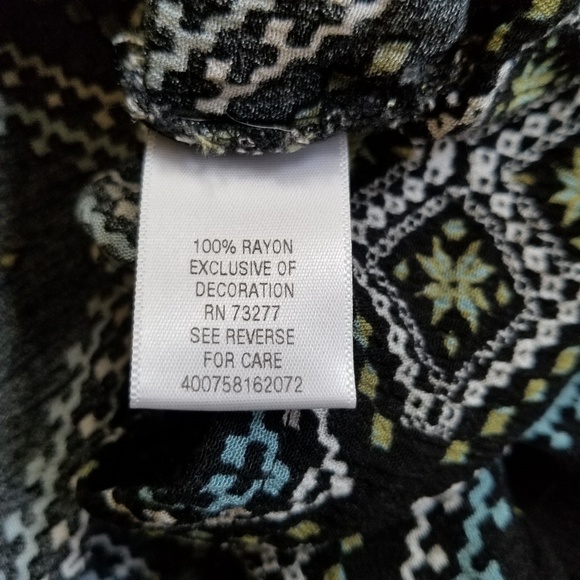 100% RAYON
EXCLUSIVE OF
DECORATION
RN 73277
SEE REVERSE
FOR CARE
400758162072